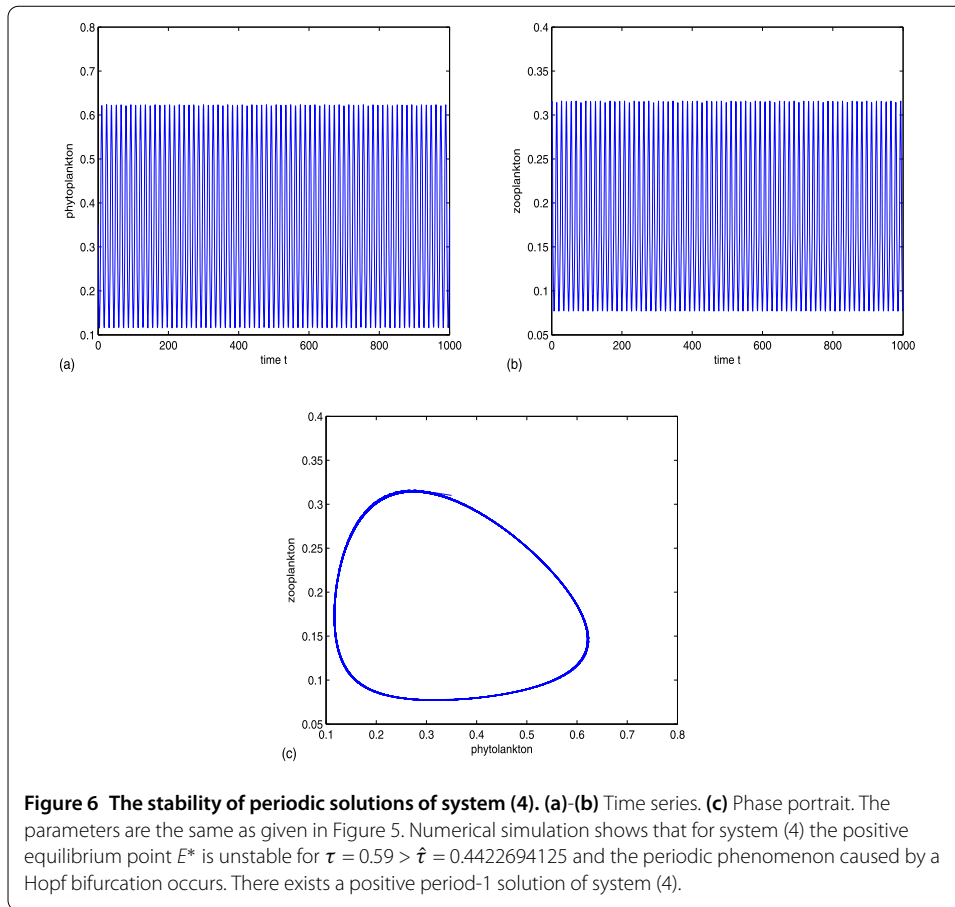 0.8
0.7
0.6
0.5
0.4
0.3
0.2
0.1
phytoplankton
0 200 400 600 800 1000
time t
(a)
0.4
0.35
0.3
0.25
0.2
0.15
0.1
0.05
zooplankton
0 200 400 600 800 1000
time t
(b)
0.4
0.35
0.3
0.25
0.2
0.15
0.1
0.05
zooplankton
0.1 0.2 0.3 0.4 0.5 0.6 0.7 0.8
phytolankton
(c)
Figure 6 The stability of periodic solutions of system (4). (a)-(b) Time series. (c) Phase portrait. The
parameters are the same as given in Figure 5. Numerical simulation shows that for system (4) the positive
equilibrium point E* is unstable for τ = 0.59 > τ̂ = 0.4422694125 and the periodic phenomenon caused by a
Hopf bifurcation occurs. There exists a positive period-1 solution of system (4).